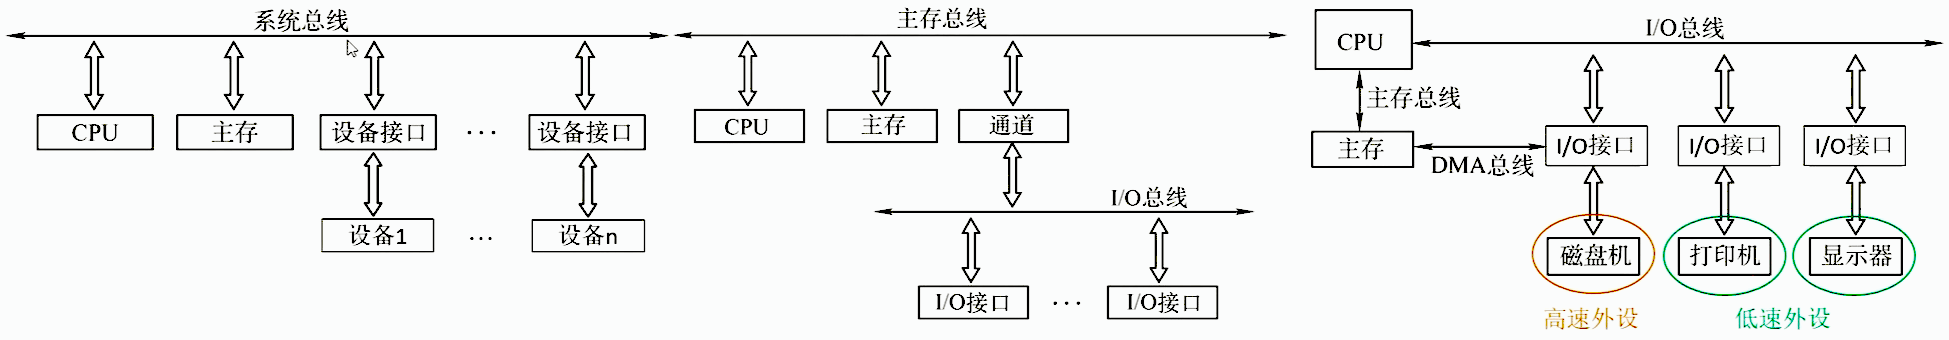 系统总线
CPU
主存
设备接口
...
设备接口
设备1
...
设备n
主存总线
CPU
主存
通道
I/O总线
I/O接口
...
I/O接口
CPU
I/O总线
主存总线
主存
DMA总线
I/O接口
I/O接口
I/O接口
磁盘机
打印机
显示器
高速外设
低速外设